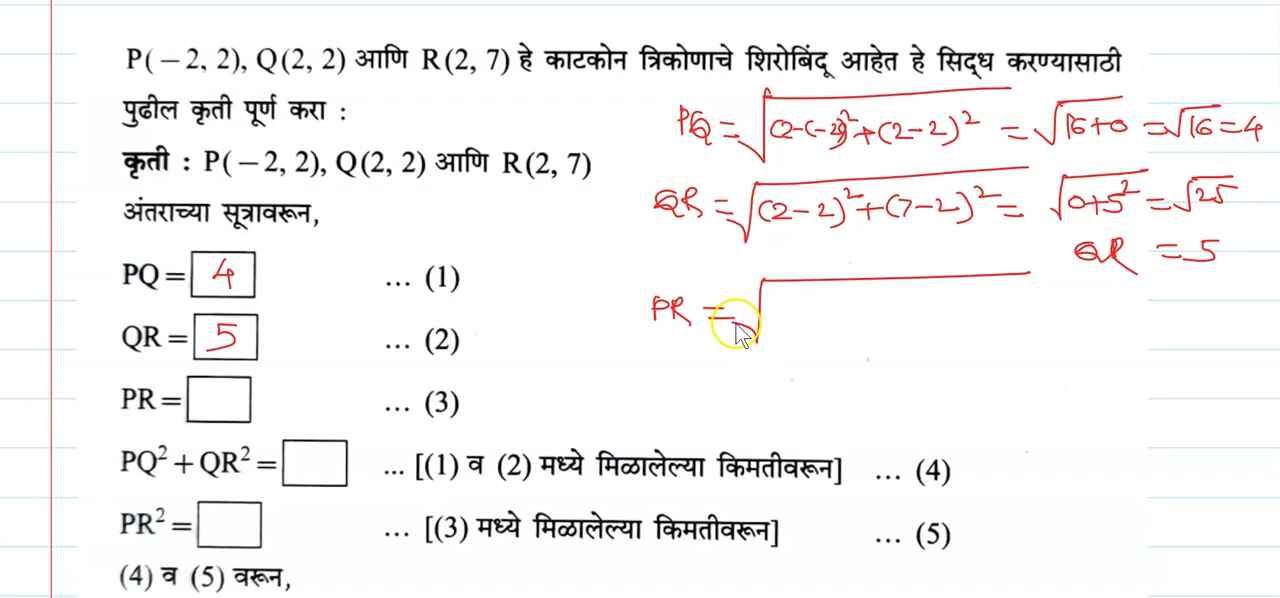 P(−2, 2), Q(2, 2) आणि R(2, 7) हे काटकोन त्रिकोणाचे शिरोबिंदू आहेत हे सिद्ध करण्यासाठी
पुढील कृती पूर्ण करा :
PQ = √((2-(-2))² + (2-2)²) = √(16+0) = √16 = 4
कृती : P(−2, 2), Q(2, 2) आणि R(2, 7)
अंतराच्या सूत्रावरून,
QR = √((2-2)² + (7-2)²) = √(0+5²) = √25
QR = 5
PQ = 4 ... (1)
PR = √
QR = 5 ... (2)
PR = ... (3)
PQ² + QR² = ... [(1) व (2) मध्ये मिळालेल्या किमतीवरून] ... (4)
PR² = ... [(3) मध्ये मिळालेल्या किमतीवरून] ... (5)
(4) व (5) वरून,